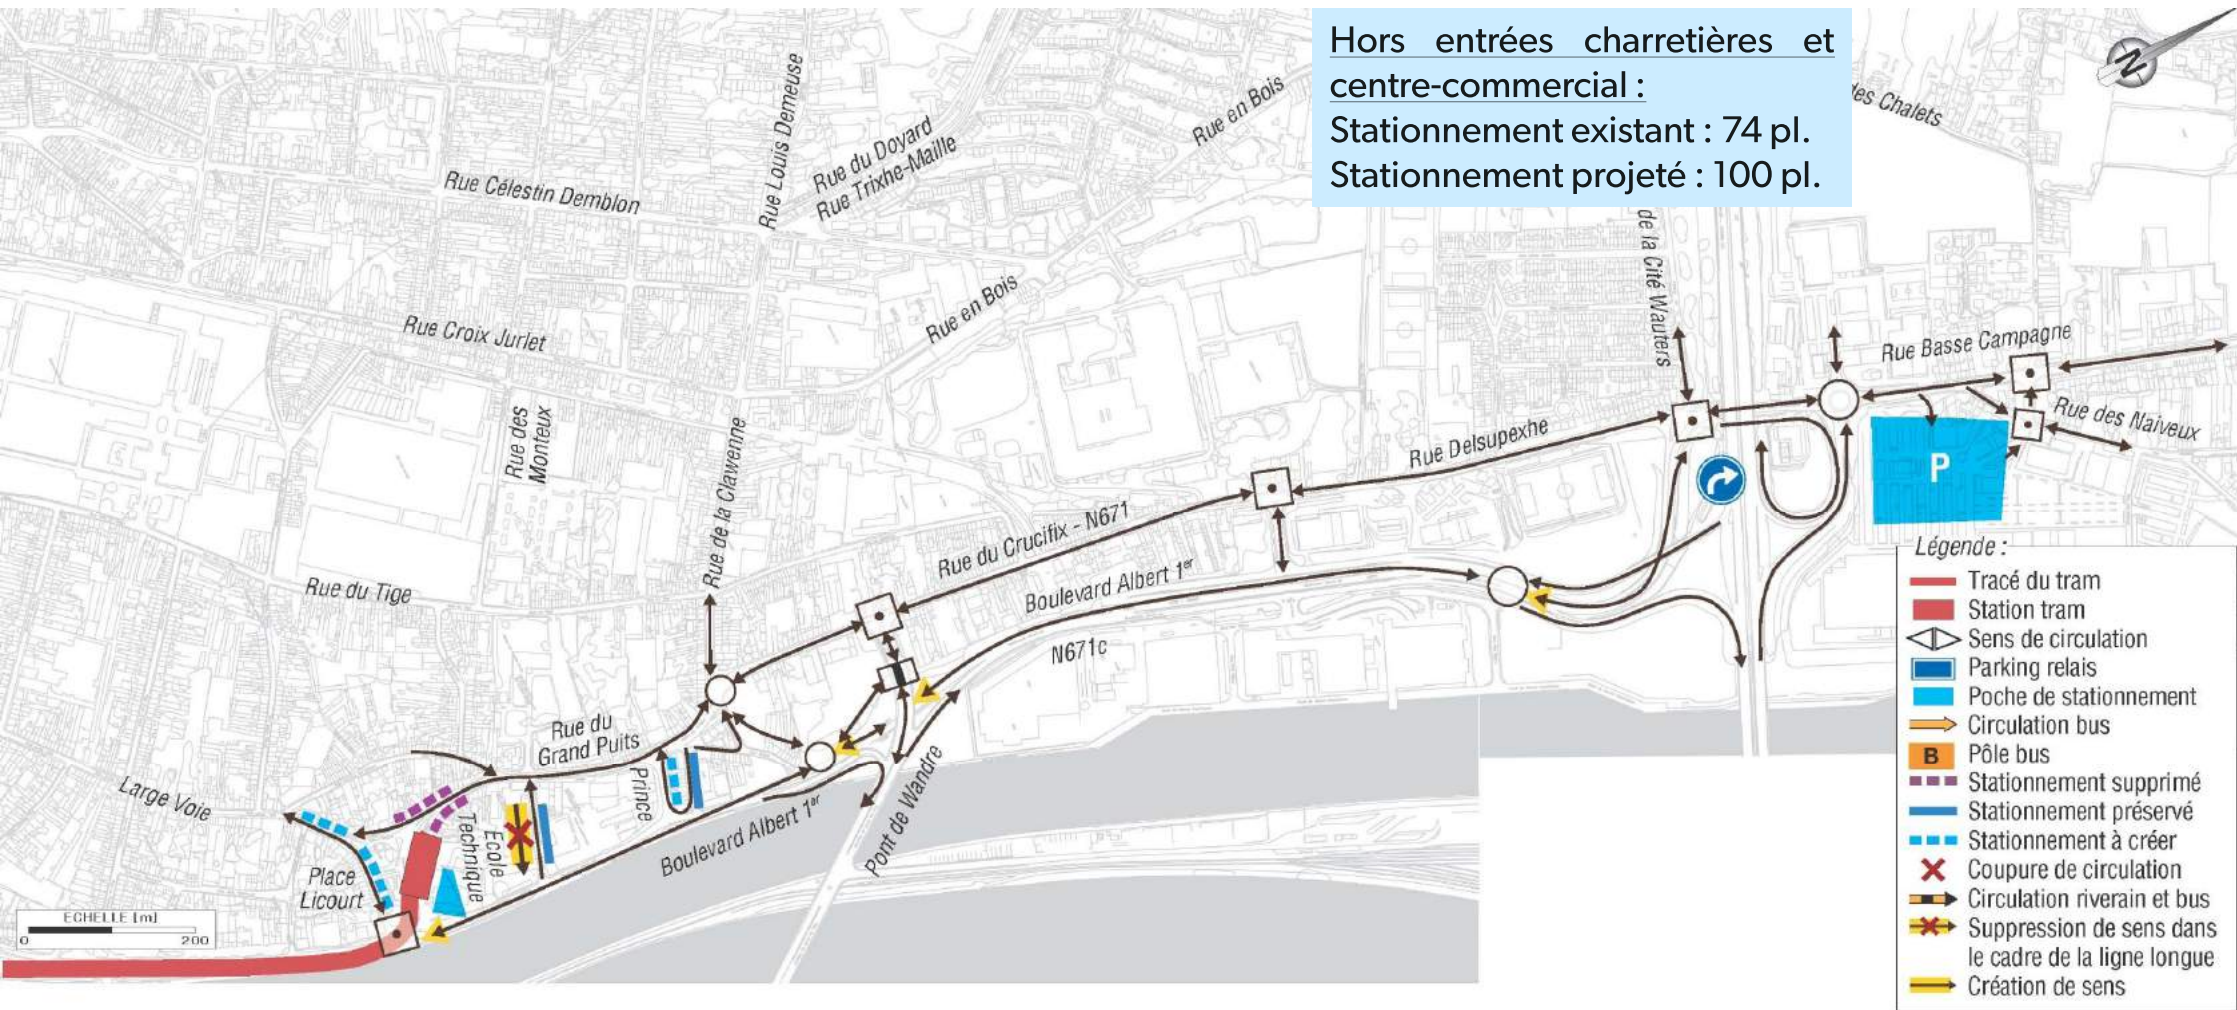 Hors entrées charretières et
centre-commercial :
Stationnement existant : 74 pl.
Stationnement projeté : 100 pl.
N
des Chalets
Rue en Bois
Rue Louis Demeuse
Rue du Doyard
Rue Trixhe-Maille
Rue Célestin Demblon
de la Cité Wauters
Rue en Bois
Rue Croix Jurlet
Rue Basse Campagne
Rue des Naiveux
Rue des
Monteux
Rue de la Clawenne
Rue Delsupexhe
P
Rue du Crucifix - N671
Boulevard Albert 1er
N671c
Rue du Tige
Rue du
Grand Puits
Prince
Large Voie
Ecole
Technique
Boulevard Albert 1er
Pont de Wandre
Place
Licourt
ECHELLE [m]
0 200
Légende :
Tracé du tram
Station tram
Sens de circulation
Parking relais
Poche de stationnement
Circulation bus
B Pôle bus
Stationnement supprimé
Stationnement préservé
Stationnement à créer
Coupure de circulation
Circulation riverain et bus
Suppression de sens dans
le cadre de la ligne longue
Création de sens